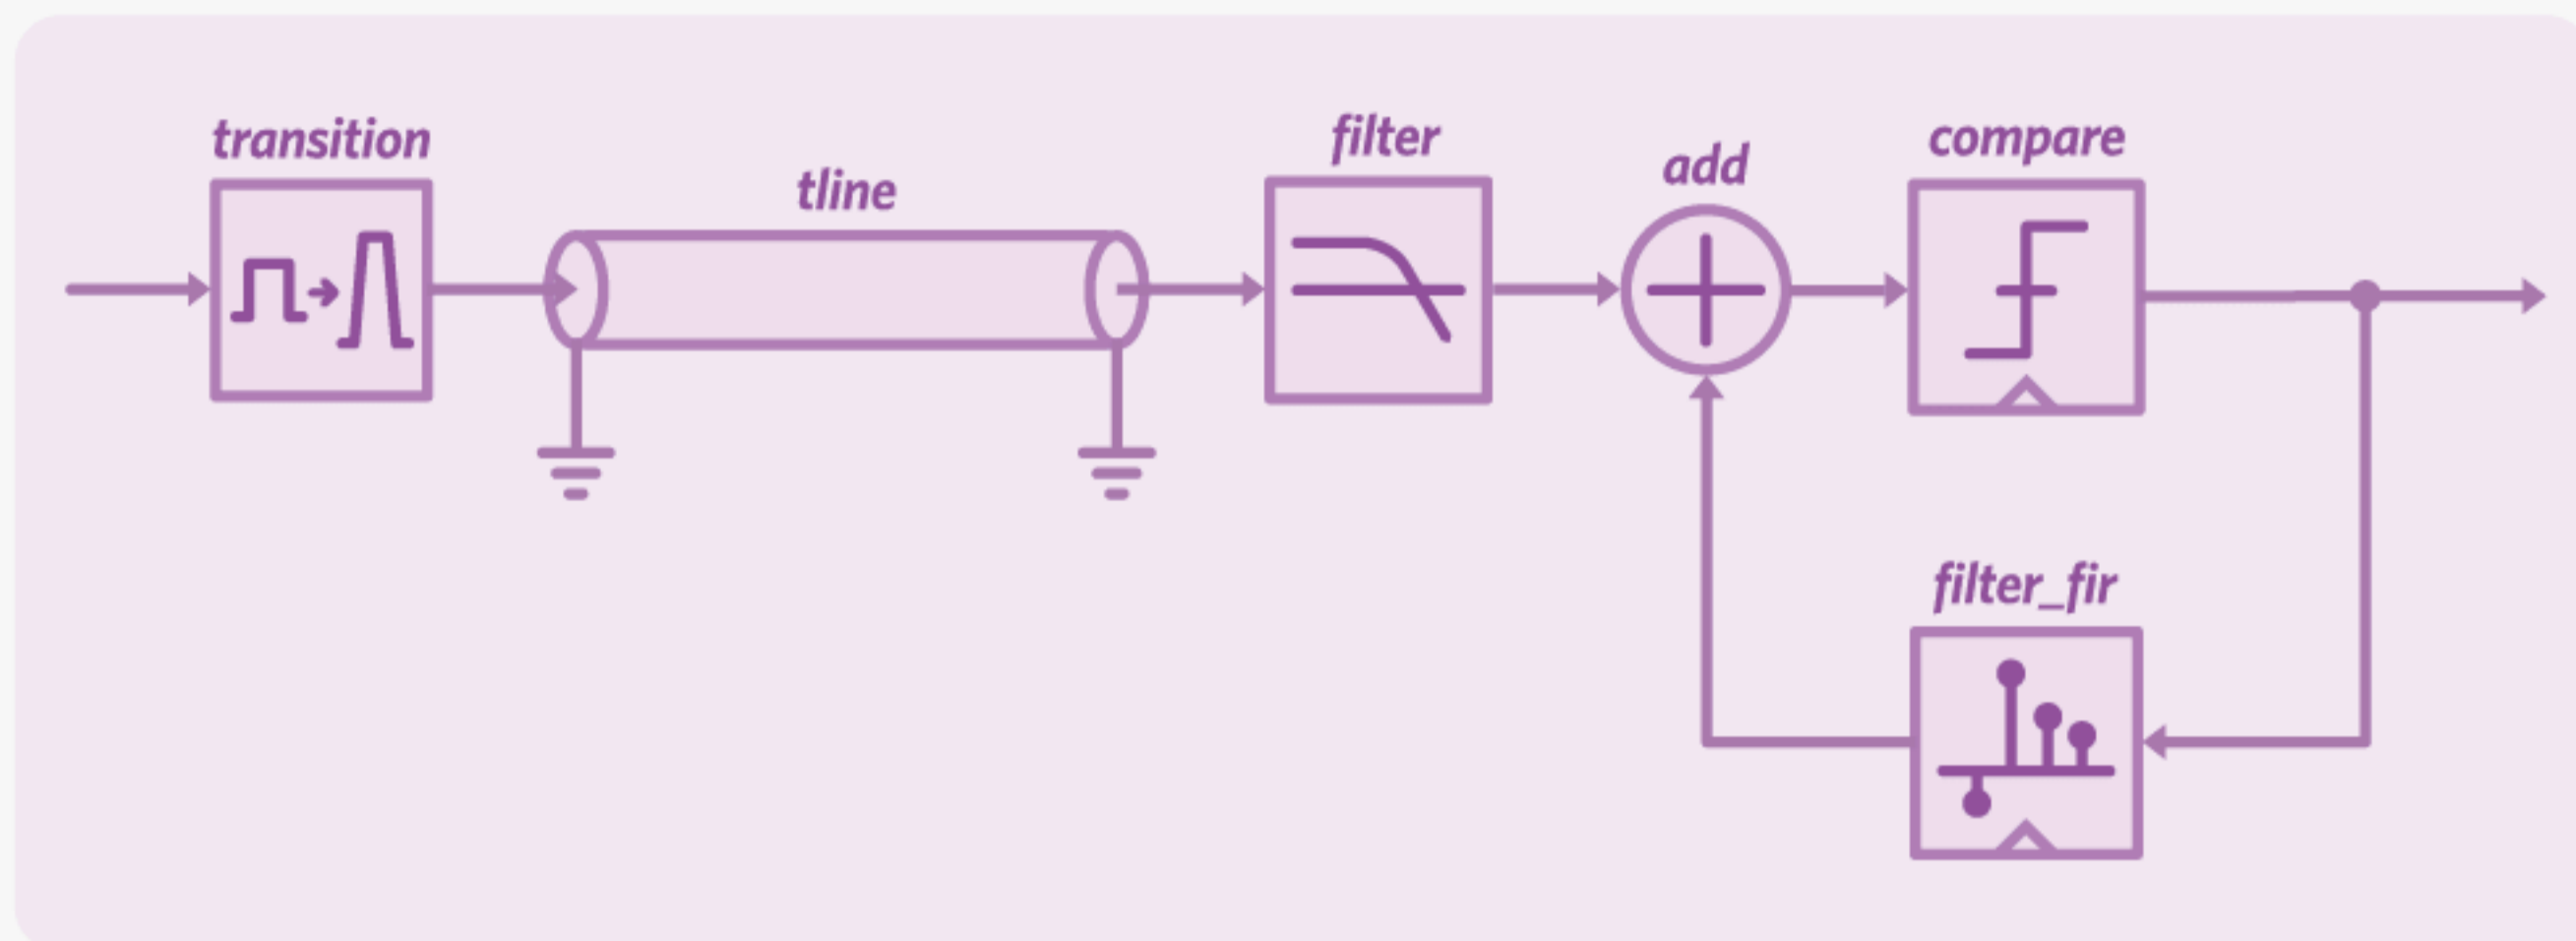 transition
tline
filter
add
compare
filter_fir